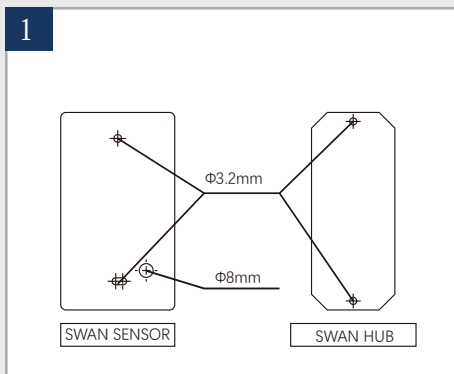 1
Φ3.2mm
Φ8mm
SWAN SENSOR
SWAN HUB